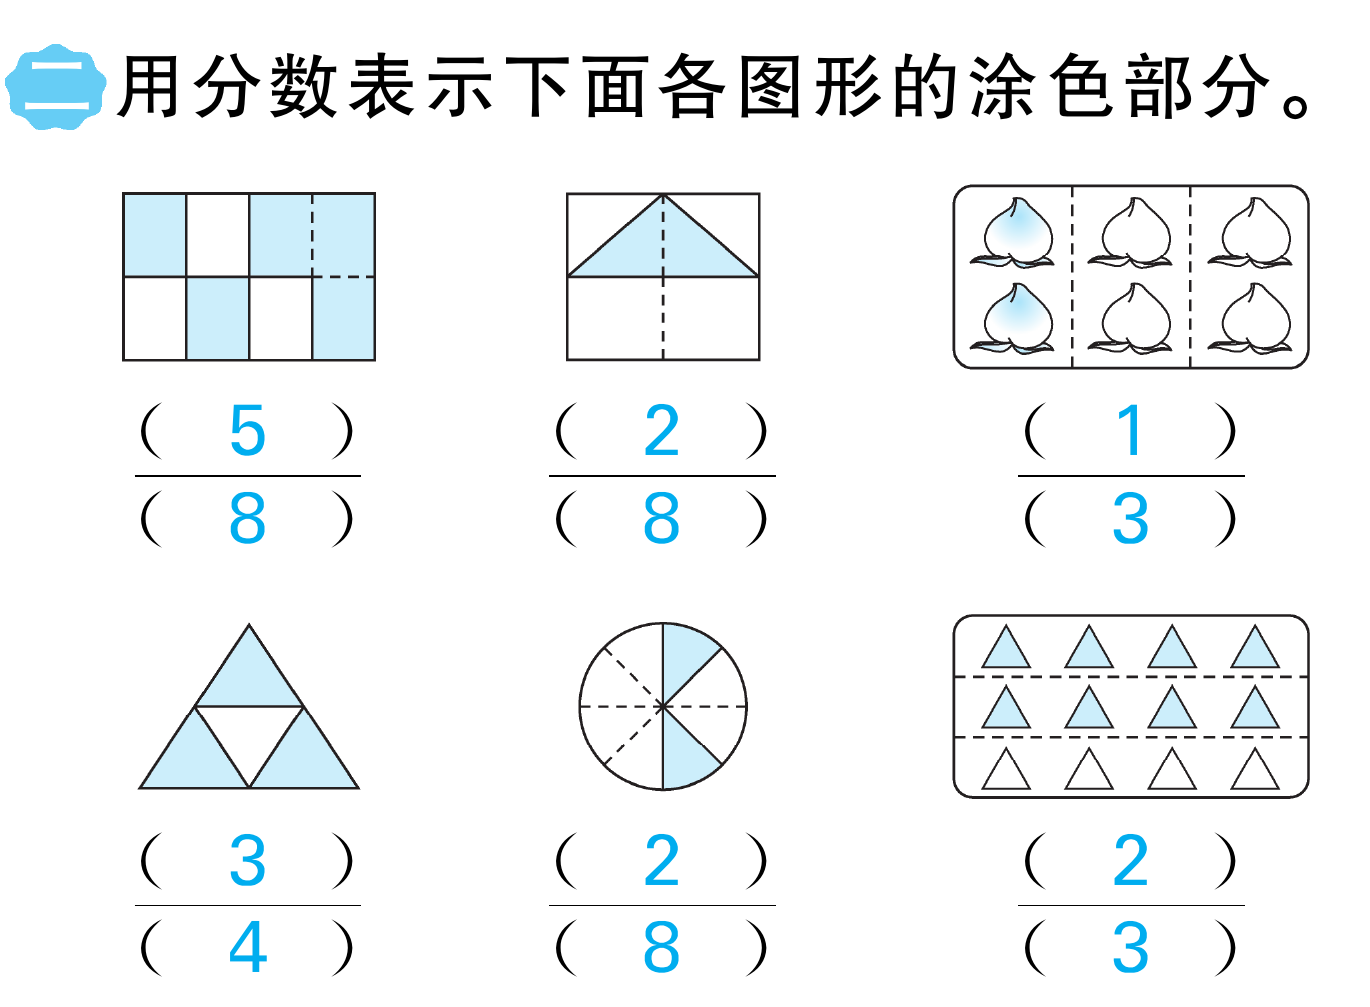 二 用分数表示下面各图形的涂色部分。
( 5 ) ( 2 ) ( 1 )
( 8 ) ( 8 ) ( 3 )
( 3 ) ( 2 ) ( 2 )
( 4 ) ( 8 ) ( 3 )